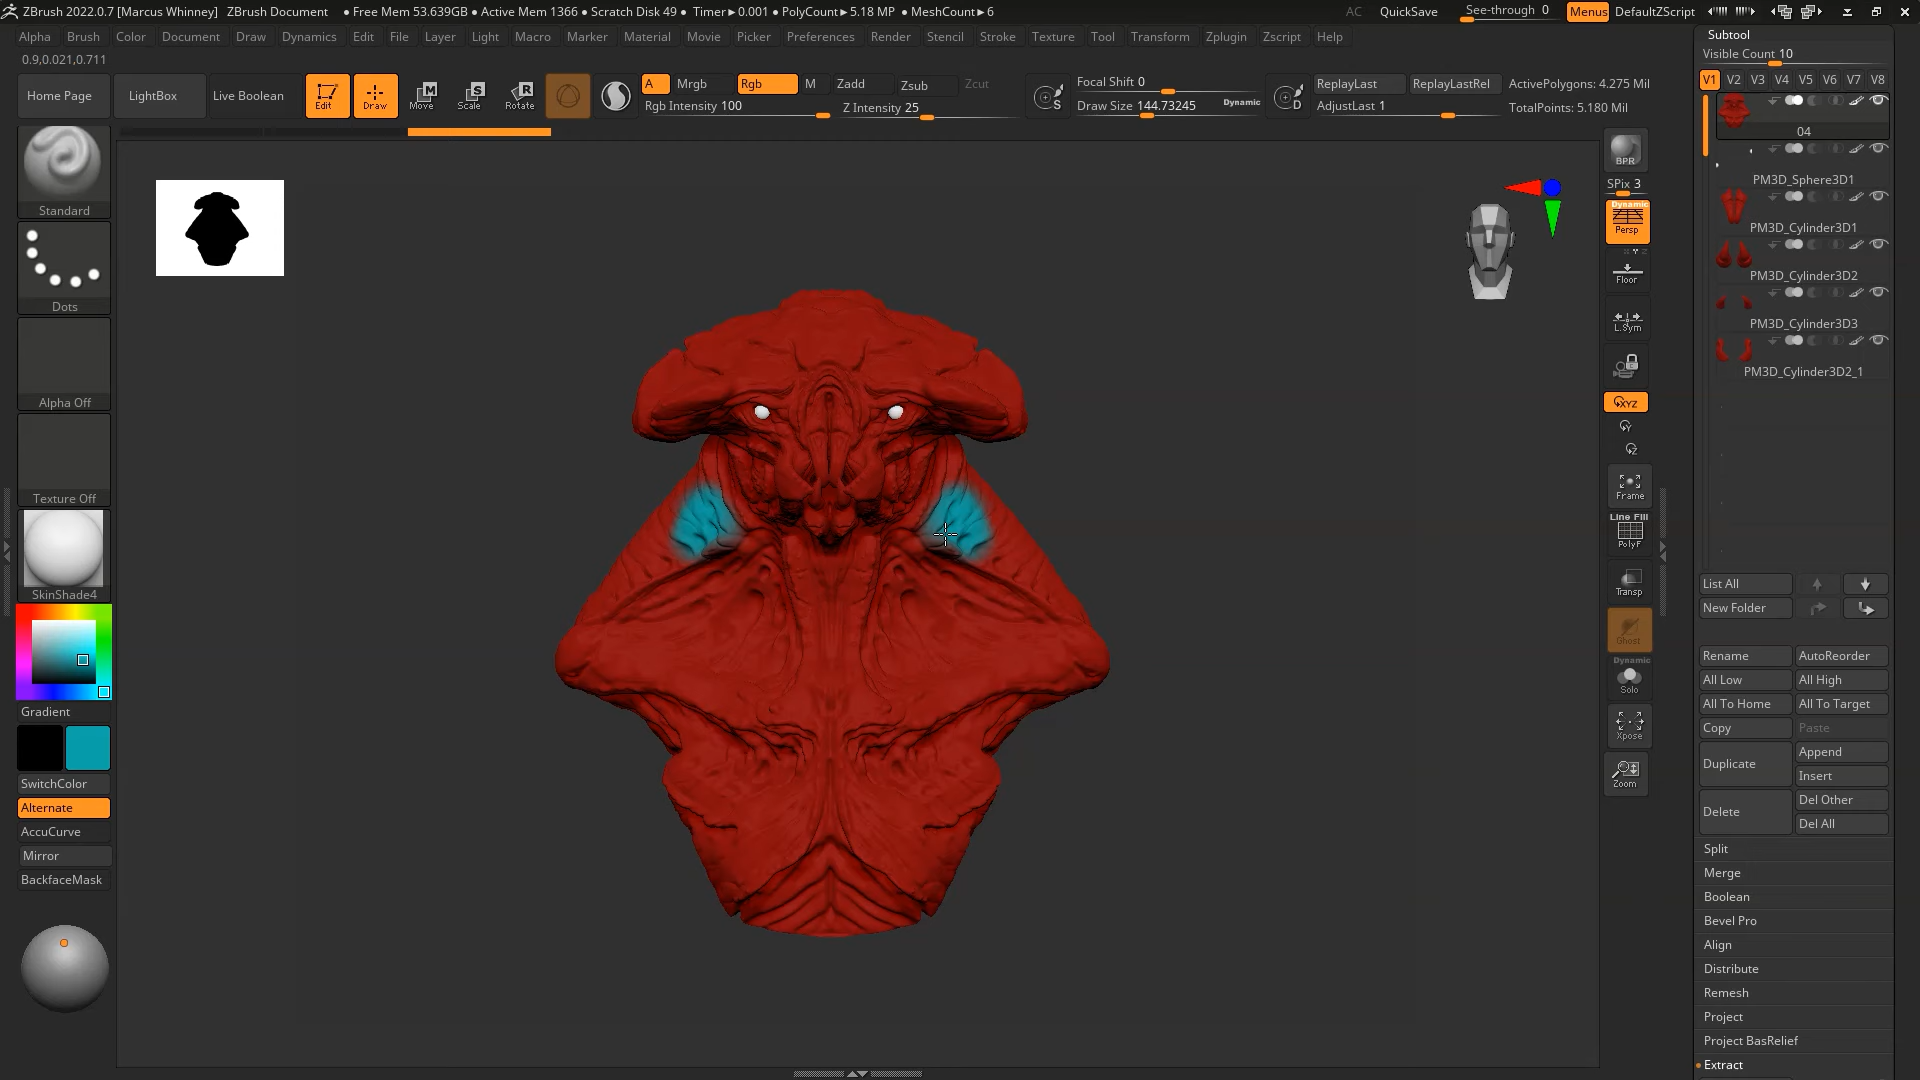 ZBrush 2022.0.7 [Marcus Whinney] ZBrush Document • Free Mem 53.639GB • Active Mem 1366 • Scratch Disk 49 • Timer►0.001 • PolyCount►5.18 MP • MeshCount►6 AC QuickSave See-through 0 Menus DefaultZScript
Alpha Brush Color Document Draw Dynamics Edit File Layer Light Macro Marker Material Movie Picker Preferences Render Stencil Stroke Texture Tool Transform Zplugin Zscript Help
0.9,0.021,0.711
Home Page LightBox Live Boolean Edit Draw Move Scale Rotate
A Mrgb Rgb M Zadd Zsub Zcut
Rgb Intensity 100 Z Intensity 25
S Focal Shift 0
Draw Size 144.73245 Dynamic
D ReplayLast ReplayLastRel ActivePolygons: 4.275 Mil
AdjustLast 1 TotalPoints: 5.180 Mil
Standard
Dots
Alpha Off
Texture Off
SkinShade4
Gradient
SwitchColor
Alternate
AccuCurve
Mirror
BackfaceMask
BPR
SPix 3
Dynamic
Persp
Floor
L.Sym
XYZ
Y
Z
Frame
Line Fill
PolyF
Transp
Ghost
Dynamic
Solo
Xpose
Zoom
Subtool
Visible Count 10
V1 V2 V3 V4 V5 V6 V7 V8
04
PM3D_Sphere3D1
PM3D_Cylinder3D1
PM3D_Cylinder3D2
PM3D_Cylinder3D3
PM3D_Cylinder3D2_1
List All
New Folder
Rename AutoReorder
All Low All High
All To Home All To Target
Copy Paste
Duplicate Append
Insert
Delete Del Other
Del All
Split
Merge
Boolean
Bevel Pro
Align
Distribute
Remesh
Project
Project BasRelief
Extract